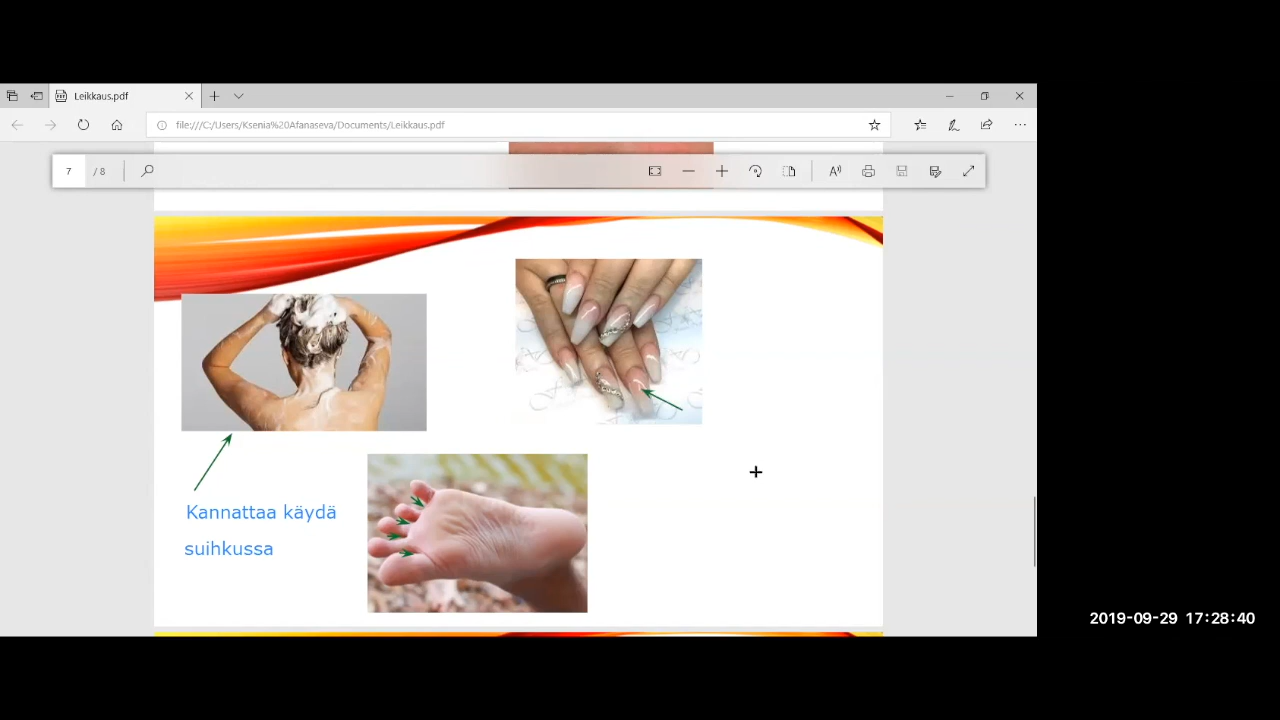 Leikkaus.pdf
file:///C:/Users/Ksenia%20Afanaseva/Documents/Leikkaus.pdf
7 / 8
Kannattaa käydä
suihkussa
2019-09-29 17:28:40